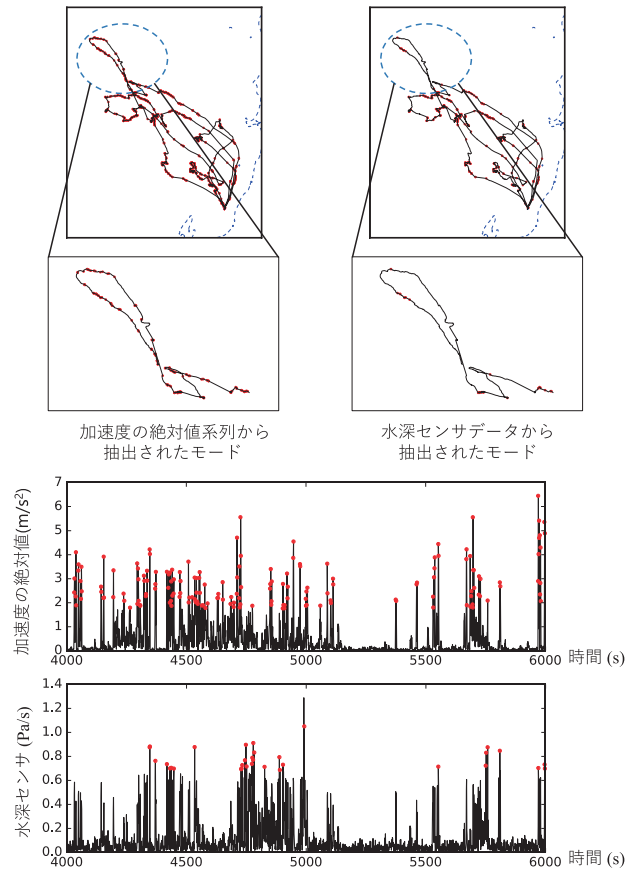 加速度の絶対値系列から
抽出されたモード
水深センサデータから
抽出されたモード
加速度の絶対値(m/s²)
7
6
5
4
3
2
1
0
4000 4500 5000 5500 6000
時間 (s)
水深センサ (Pa/s)
1.4
1.2
1.0
0.8
0.6
0.4
0.2
0.0
4000 4500 5000 5500 6000
時間 (s)